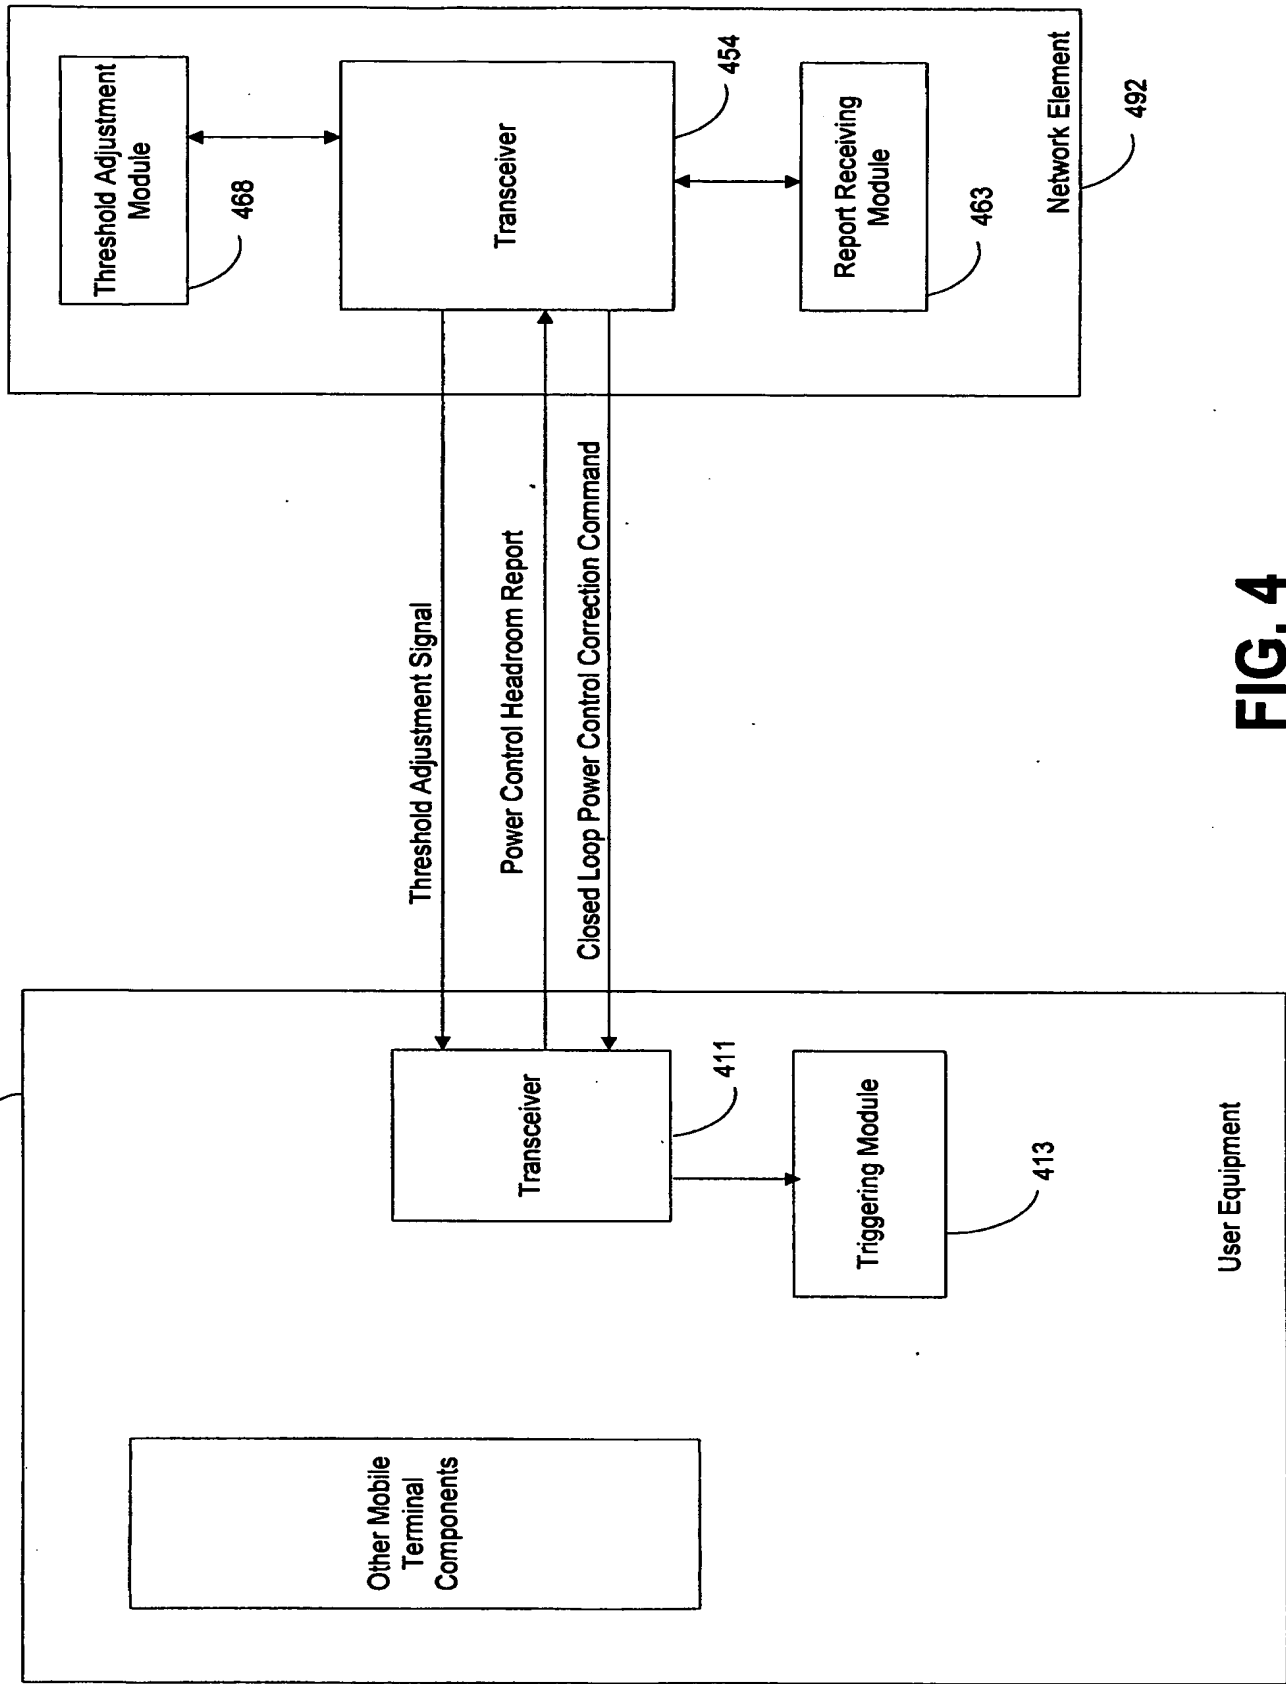 Other Mobile
Terminal
Components
Transceiver
411
Triggering Module
413
User Equipment
Threshold Adjustment Signal
Power Control Headroom Report
Closed Loop Power Control Correction Command
Threshold Adjustment
Module
468
Transceiver
454
Report Receiving
Module
463
Network Element
492
FIG. 4